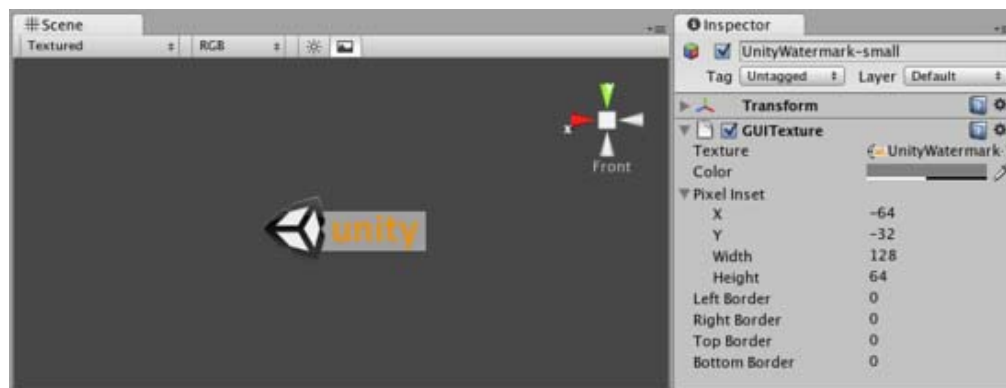 Scene
Textured
RGB
x
Front
unity
Inspector
UnityWatermark-small
Tag Untagged Layer Default
Transform
GUITexture
Texture UnityWatermark-
Color
Pixel Inset
X -64
Y -32
Width 128
Height 64
Left Border 0
Right Border 0
Top Border 0
Bottom Border 0